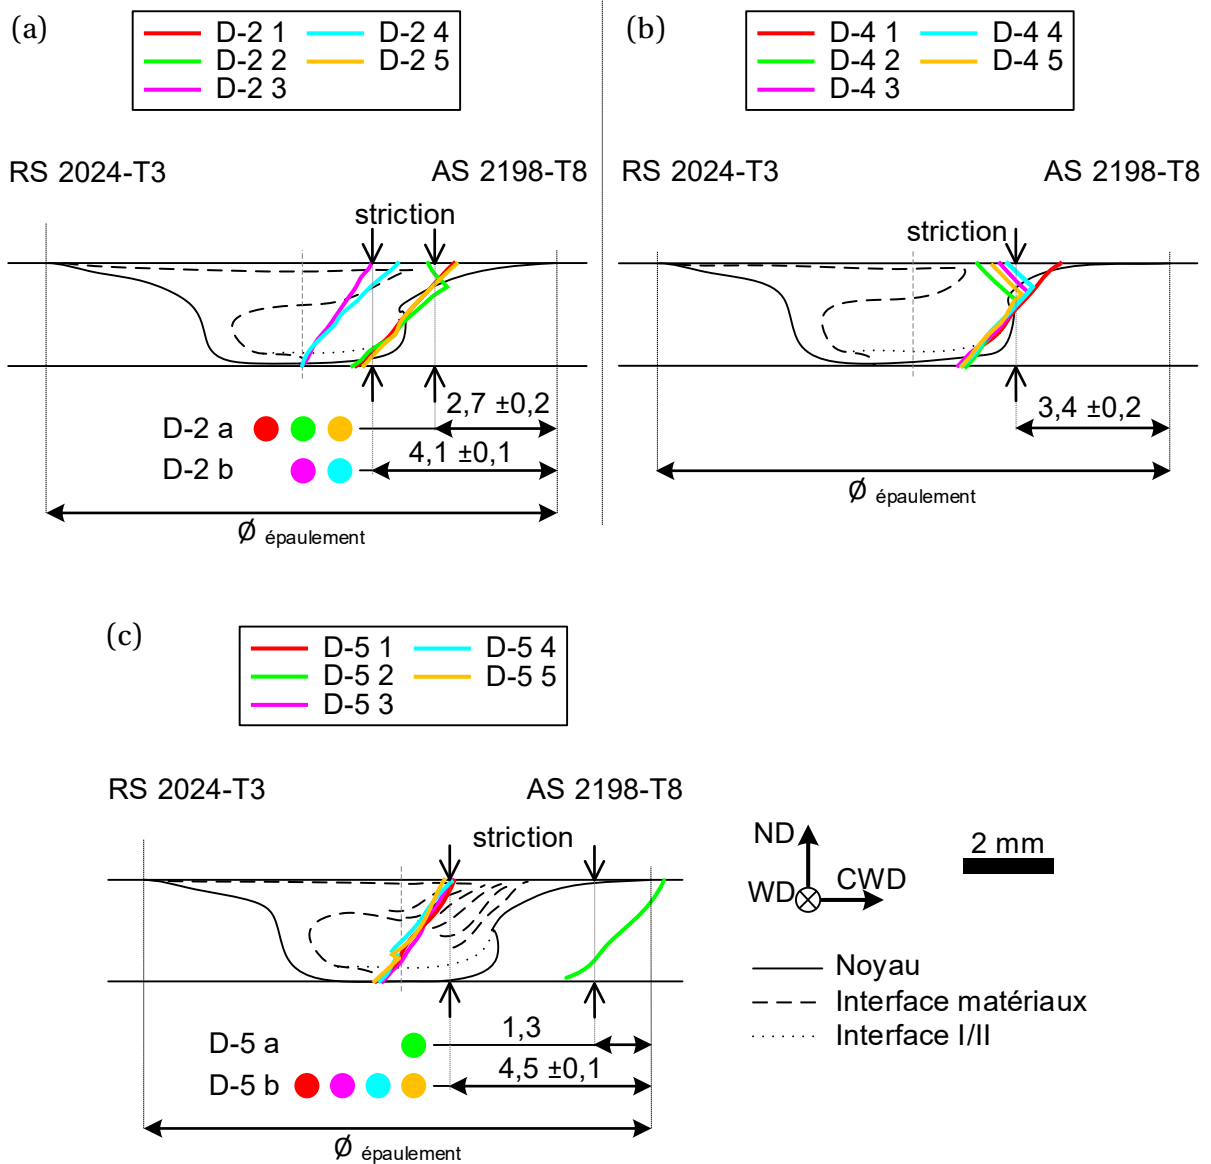 (a)
D-2 1 D-2 4
D-2 2 D-2 5
D-2 3
RS 2024-T3 AS 2198-T8
striction
2,7 ±0,2
D-2 a
4,1 ±0,1
D-2 b
Ø épaulement
(b)
D-4 1 D-4 4
D-4 2 D-4 5
D-4 3
RS 2024-T3 AS 2198-T8
striction
3,4 ±0,2
Ø épaulement
(c)
D-5 1 D-5 4
D-5 2 D-5 5
D-5 3
RS 2024-T3 AS 2198-T8
striction
1,3
D-5 a
4,5 ±0,1
D-5 b
Ø épaulement
ND
WD CWD
2 mm
Noyau
Interface matériaux
Interface I/II